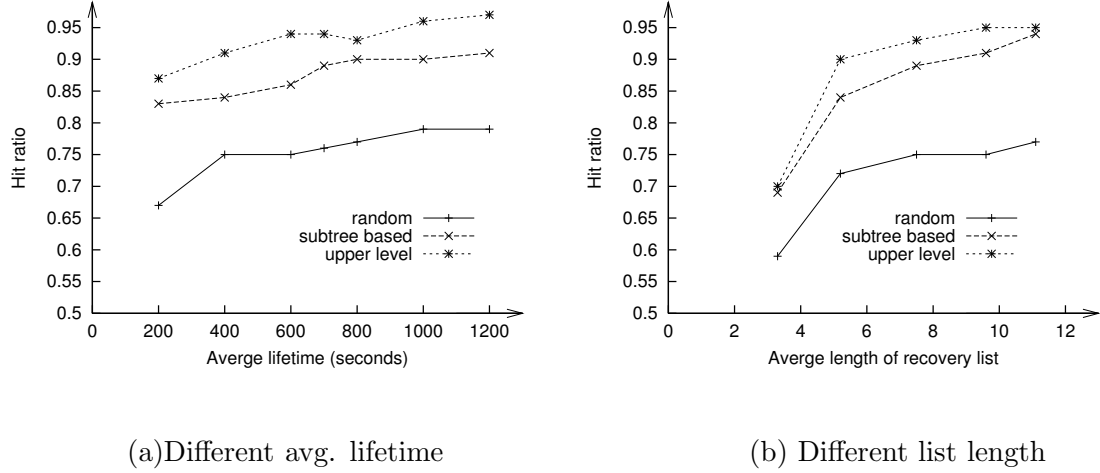 0.95
0.9
0.85
0.8
0.75
0.7
0.65
0.6
0.55
0.5
Hit ratio
random
subtree based
upper level
0 200 400 600 800 1000 1200
Averge lifetime (seconds)
(a)Different avg. lifetime
0.95
0.9
0.85
0.8
0.75
0.7
0.65
0.6
0.55
0.5
Hit ratio
random
subtree based
upper level
0 2 4 6 8 10 12
Averge length of recovery list
(b) Different list length